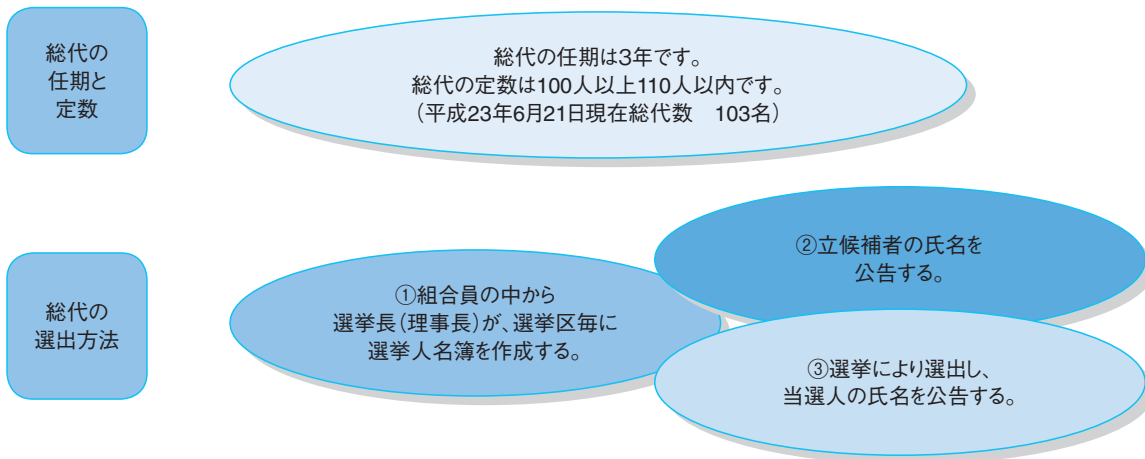 総代の
任期と
定数
総代の任期は3年です。
総代の定数は100人以上110人以内です。
（平成23年6月21日現在総代数　103名）
総代の
選出方法
①組合員の中から
選挙長（理事長）が、選挙区毎に
選挙人名簿を作成する。
②立候補者の氏名を
公告する。
③選挙により選出し、
当選人の氏名を公告する。